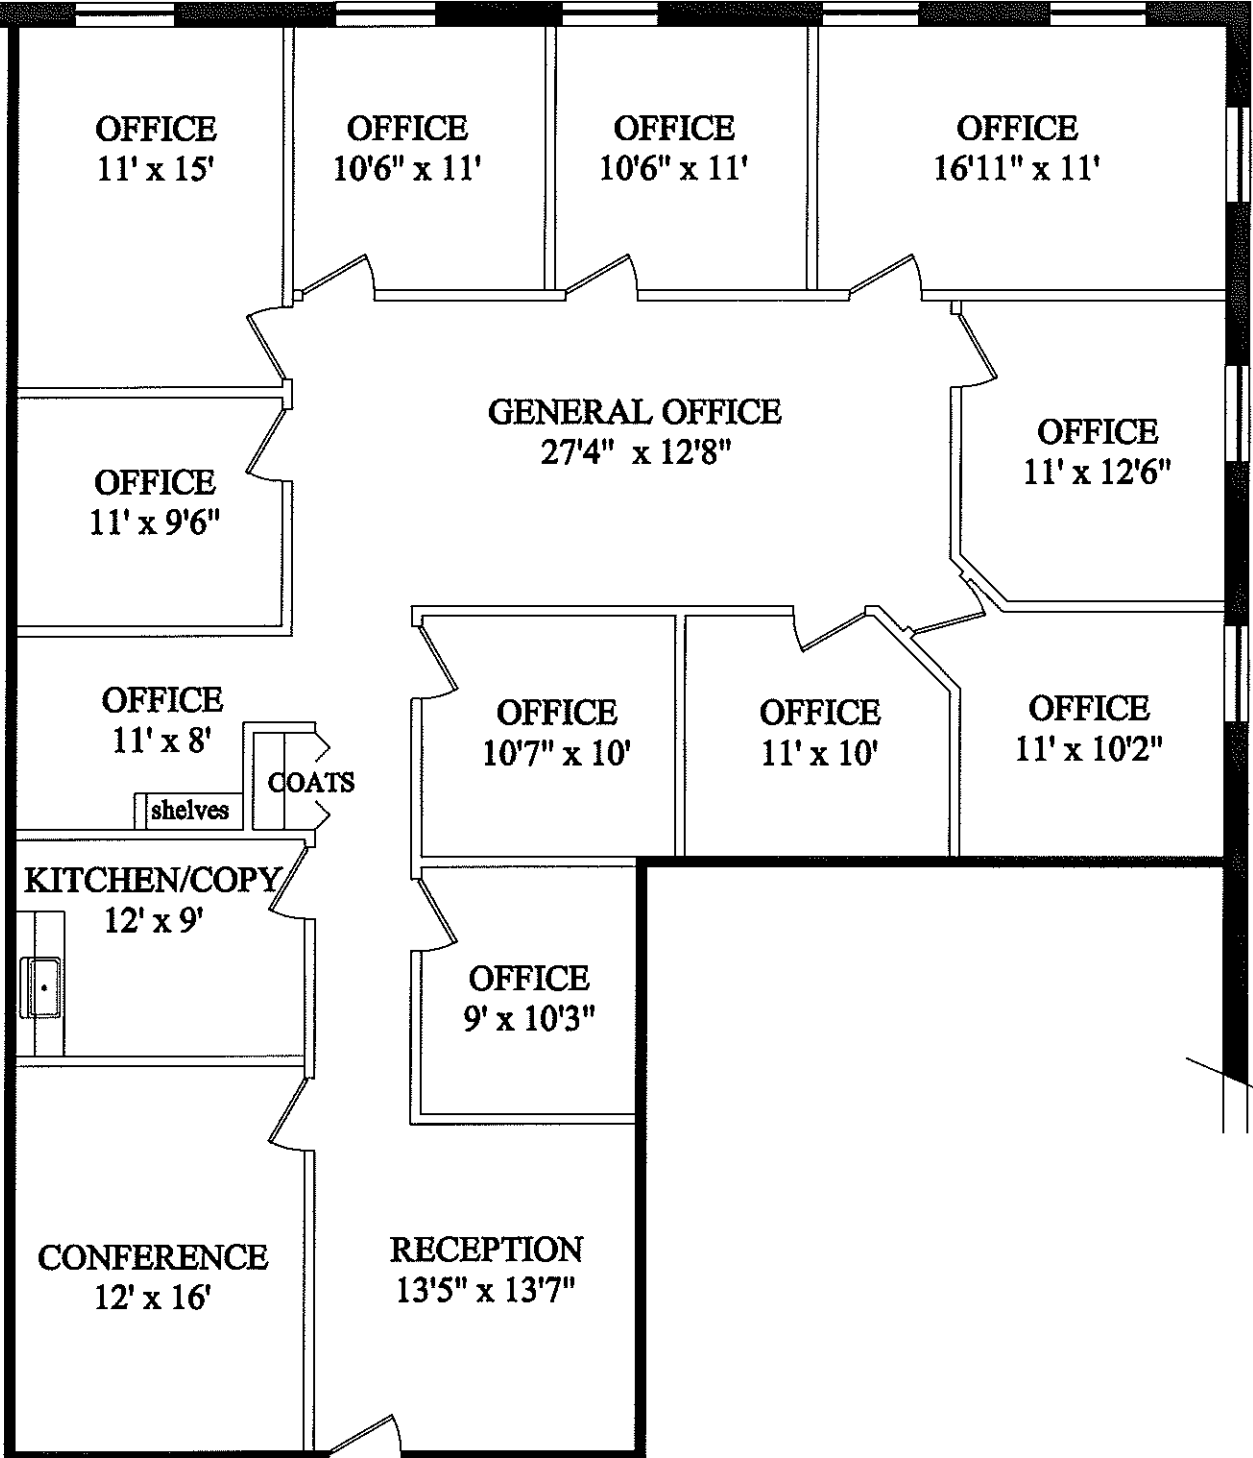 OFFICE
11' x 15'
OFFICE
10'6" x 11'
OFFICE
10'6" x 11'
OFFICE
16'11" x 11'
GENERAL OFFICE
27'4" x 12'8"
OFFICE
11' x 12'6"
OFFICE
11' x 9'6"
OFFICE
11' x 8'
COATS
shelves
OFFICE
10'7" x 10'
OFFICE
11' x 10'
OFFICE
11' x 10'2"
KITCHEN/COPY
12' x 9'
OFFICE
9' x 10'3"
CONFERENCE
12' x 16'
RECEPTION
13'5" x 13'7"